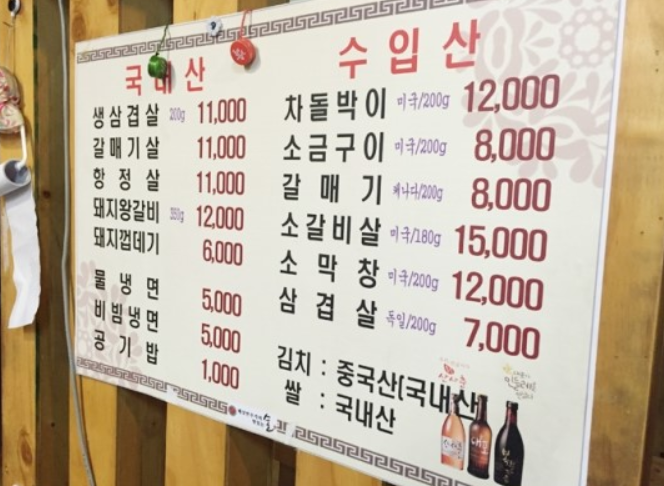 국내산
생삼겹살 200g 11,000
갈매기살 11,000
항정살 11,000
돼지왕갈비 350g 12,000
돼지껍데기 6,000
물냉면 5,000
비빔냉면 5,000
공기밥 1,000
수입산
차돌박이 미국/200g 12,000
소금구이 미국/200g 8,000
갈매기 캐나다/200g 8,000
소갈비살 미국/180g 15,000
소막창 미국/200g 12,000
삼겹살 독일/200g 7,000
김치 : 중국산(국내산)
쌀 : 국내산